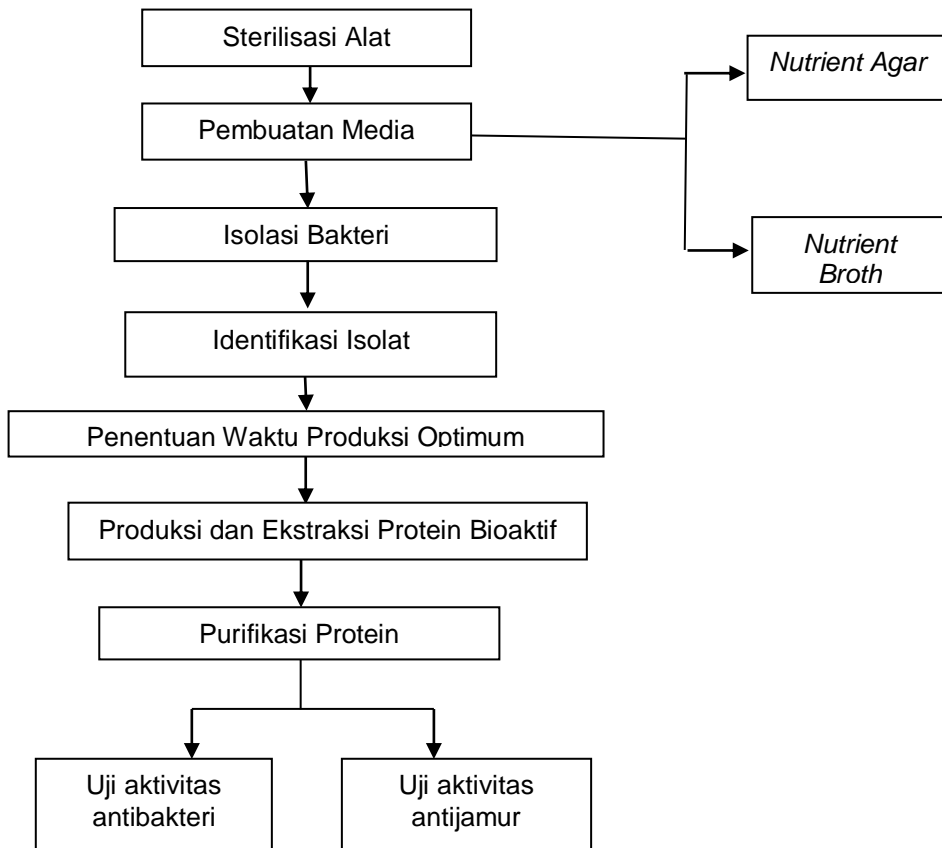 Sterilisasi Alat
Nutrient Agar
Pembuatan Media
Isolasi Bakteri
Nutrient
Broth
Identifikasi Isolat
Penentuan Waktu Produksi Optimum
Produksi dan Ekstraksi Protein Bioaktif
Purifikasi Protein
Uji aktivitas
antibakteri
Uji aktivitas
antijamur